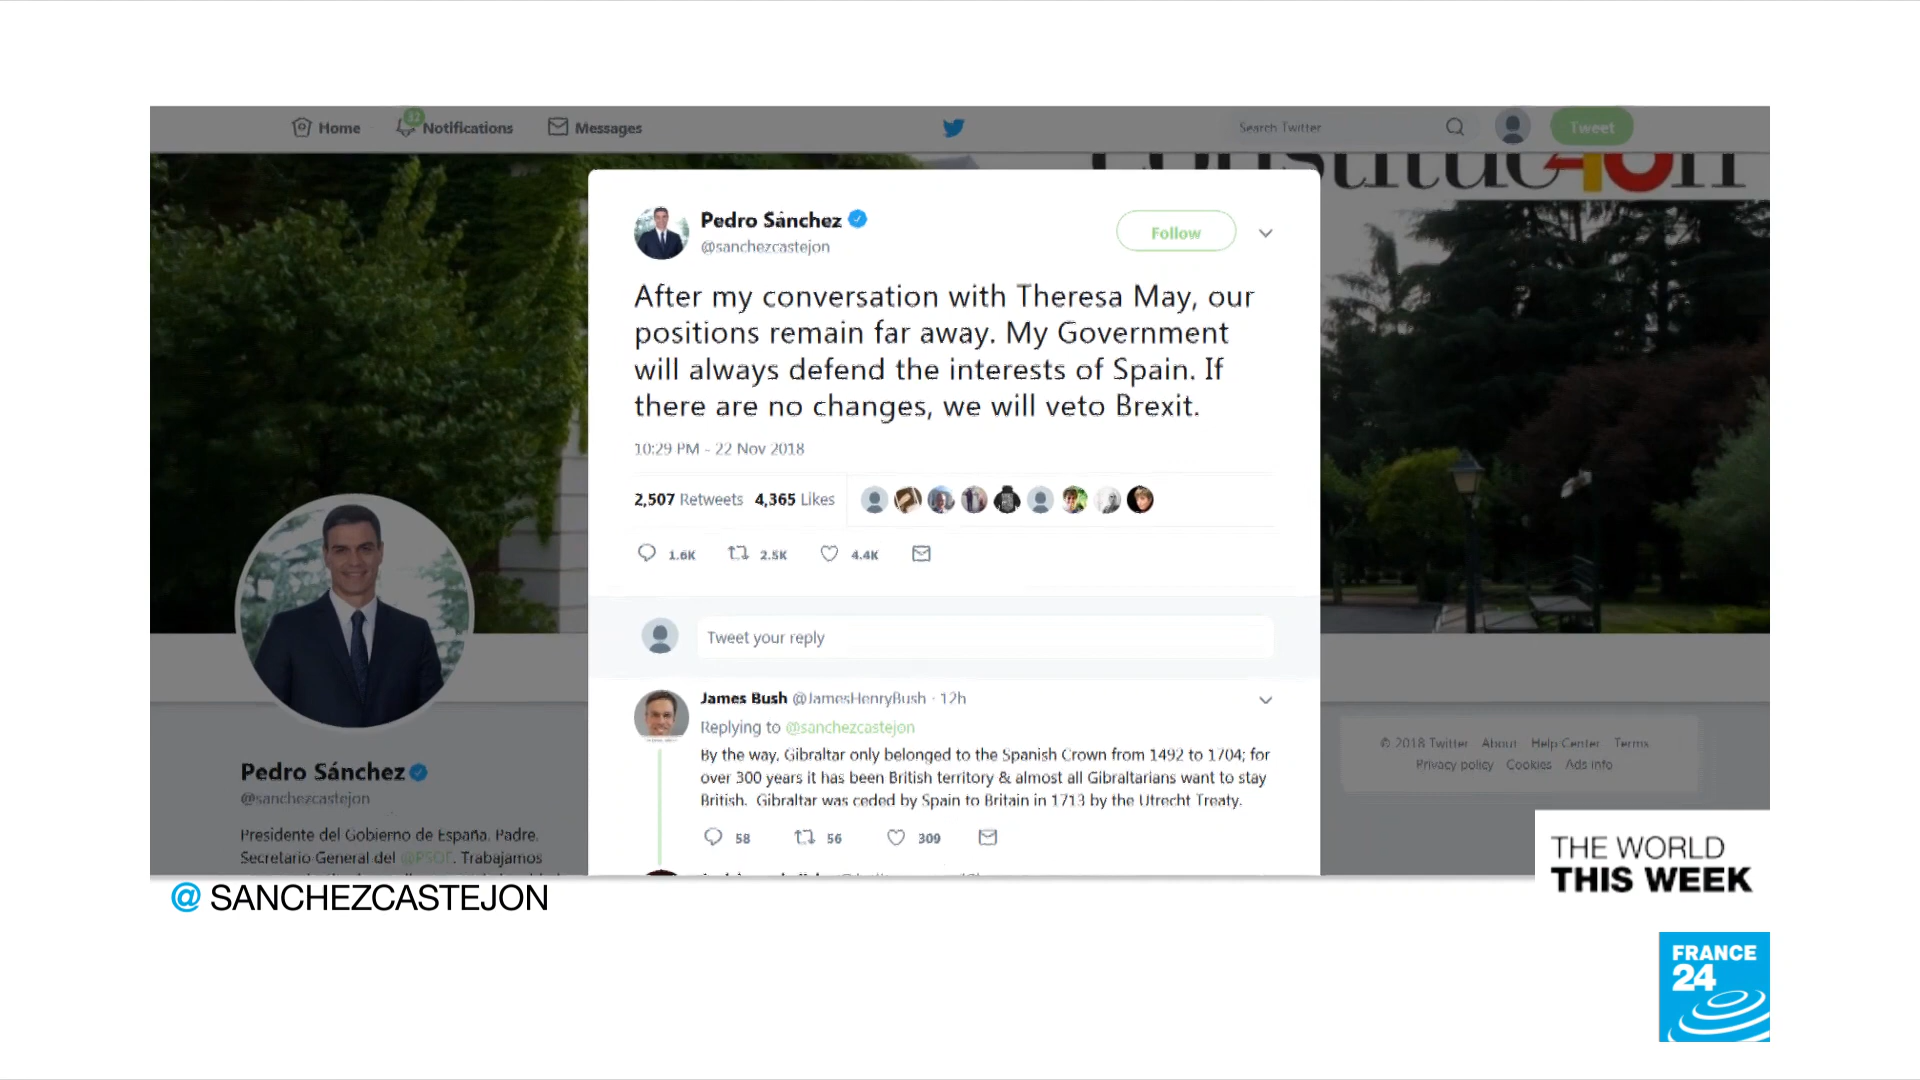 Home
32
Notifications
Messages
Search Twitter
Tweet
constitución
40
Pedro Sánchez
@sanchezcastejon
Follow
After my conversation with Theresa May, our
positions remain far away. My Government
will always defend the interests of Spain. If
there are no changes, we will veto Brexit.
10:29 PM - 22 Nov 2018
2,507 Retweets 4,365 Likes
1.6K 2.5K 4.4K
Tweet your reply
James Bush @JamesHenryBush · 12h
Replying to @sanchezcastejon
By the way, Gibraltar only belonged to the Spanish Crown from 1492 to 1704; for
over 300 years it has been British territory & almost all Gibraltarians want to stay
British. Gibraltar was ceded by Spain to Britain in 1713 by the Utrecht Treaty.
58 56 309
Pedro Sánchez
@sanchezcastejon
Presidente del Gobierno de España. Padre.
Secretario General del @PSOE. Trabajamos
© 2018 Twitter About Help Center Terms
Privacy policy Cookies Ads info
@ SANCHEZCASTEJON
THE WORLD
THIS WEEK
FRANCE
24